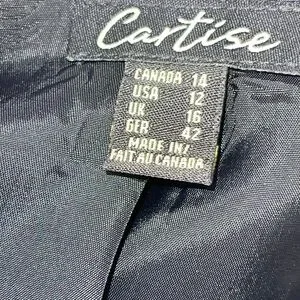 Cartise
CANADA 14
USA 12
UK 16
GER 42
MADE IN/
FAIT AU CANADA